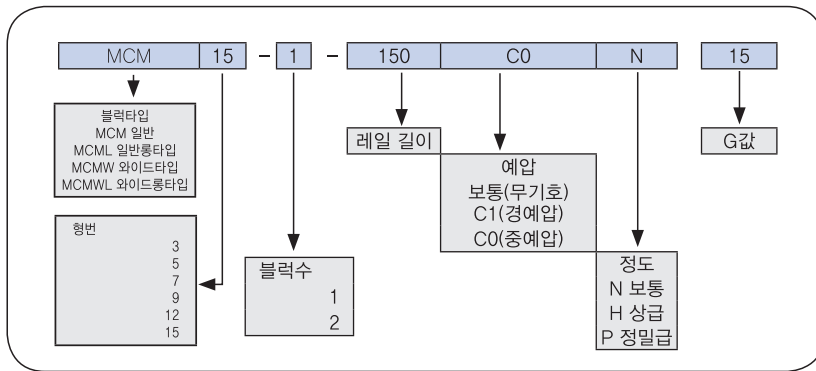 MCM 15 - 1 - 150 C0 N 15
블럭타입
MCM 일반
MCML 일반롱타입
MCMW 와이드타입
MCMWL 와이드롱타입
형번
3
5
7
9
12
15
블럭수
1
2
레일 길이
예압
보통(무기호)
C1(경예압)
C0(중예압)
정도
N 보통
H 상급
P 정밀급
G값